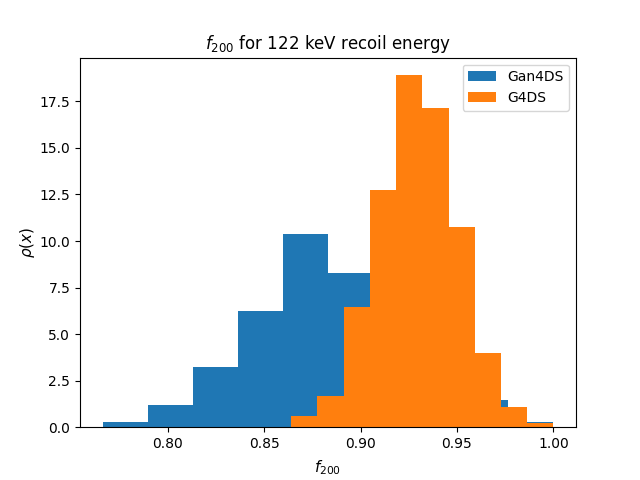 f₂₀₀ for 122 keV recoil energy
Gan4DS
G4DS
ρ(x)
17.5
15.0
12.5
10.0
7.5
5.0
2.5
0.0
0.80 0.85 0.90 0.95 1.00
f₂₀₀